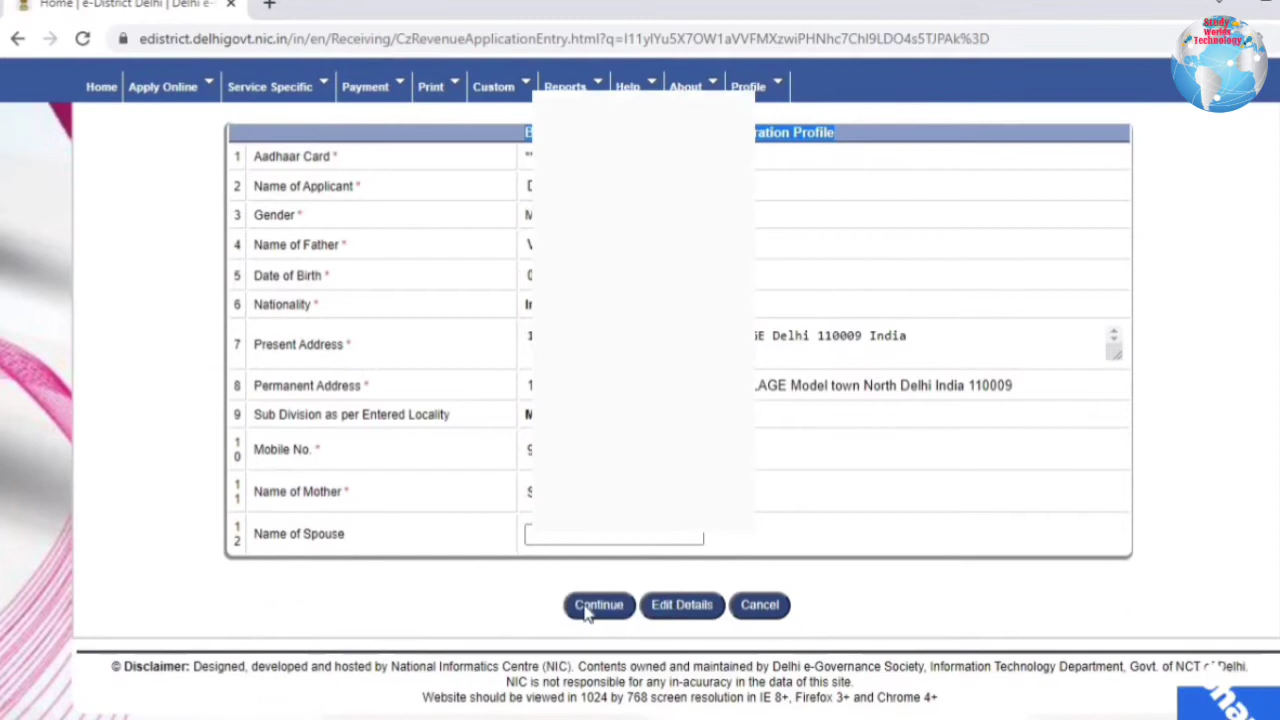 Home | e-District Delhi | Delhi e-
edistrict.delhigovt.nic.in/in/en/Receiving/CzRevenueApplicationEntry.html?q=
Study
Worlds
Technology
Home Apply Online Service Specific Payment Print Custom Reports Help About Profile
ration Profile
1 Aadhaar Card *
2 Name of Applicant *
3 Gender *
4 Name of Father *
5 Date of Birth *
6 Nationality *
7 Present Address * GE Delhi 110009 India
8 Permanent Address * LAGE Model town North Delhi India 110009
9 Sub Division as per Entered Locality
10 Mobile No. *
11 Name of Mother *
12 Name of Spouse
Continue Edit Details Cancel
© Disclaimer: Designed, developed and hosted by National Informatics Centre (NIC). Contents owned and maintained by Delhi e-Governance Society, Information Technology Department, Govt. of NCT of Delhi.
NIC is not responsible for any in-acuuracy in the data of this site.
Website should be viewed in 1024 by 768 screen resolution in IE 8+, Firefox 3+ and Chrome 4+